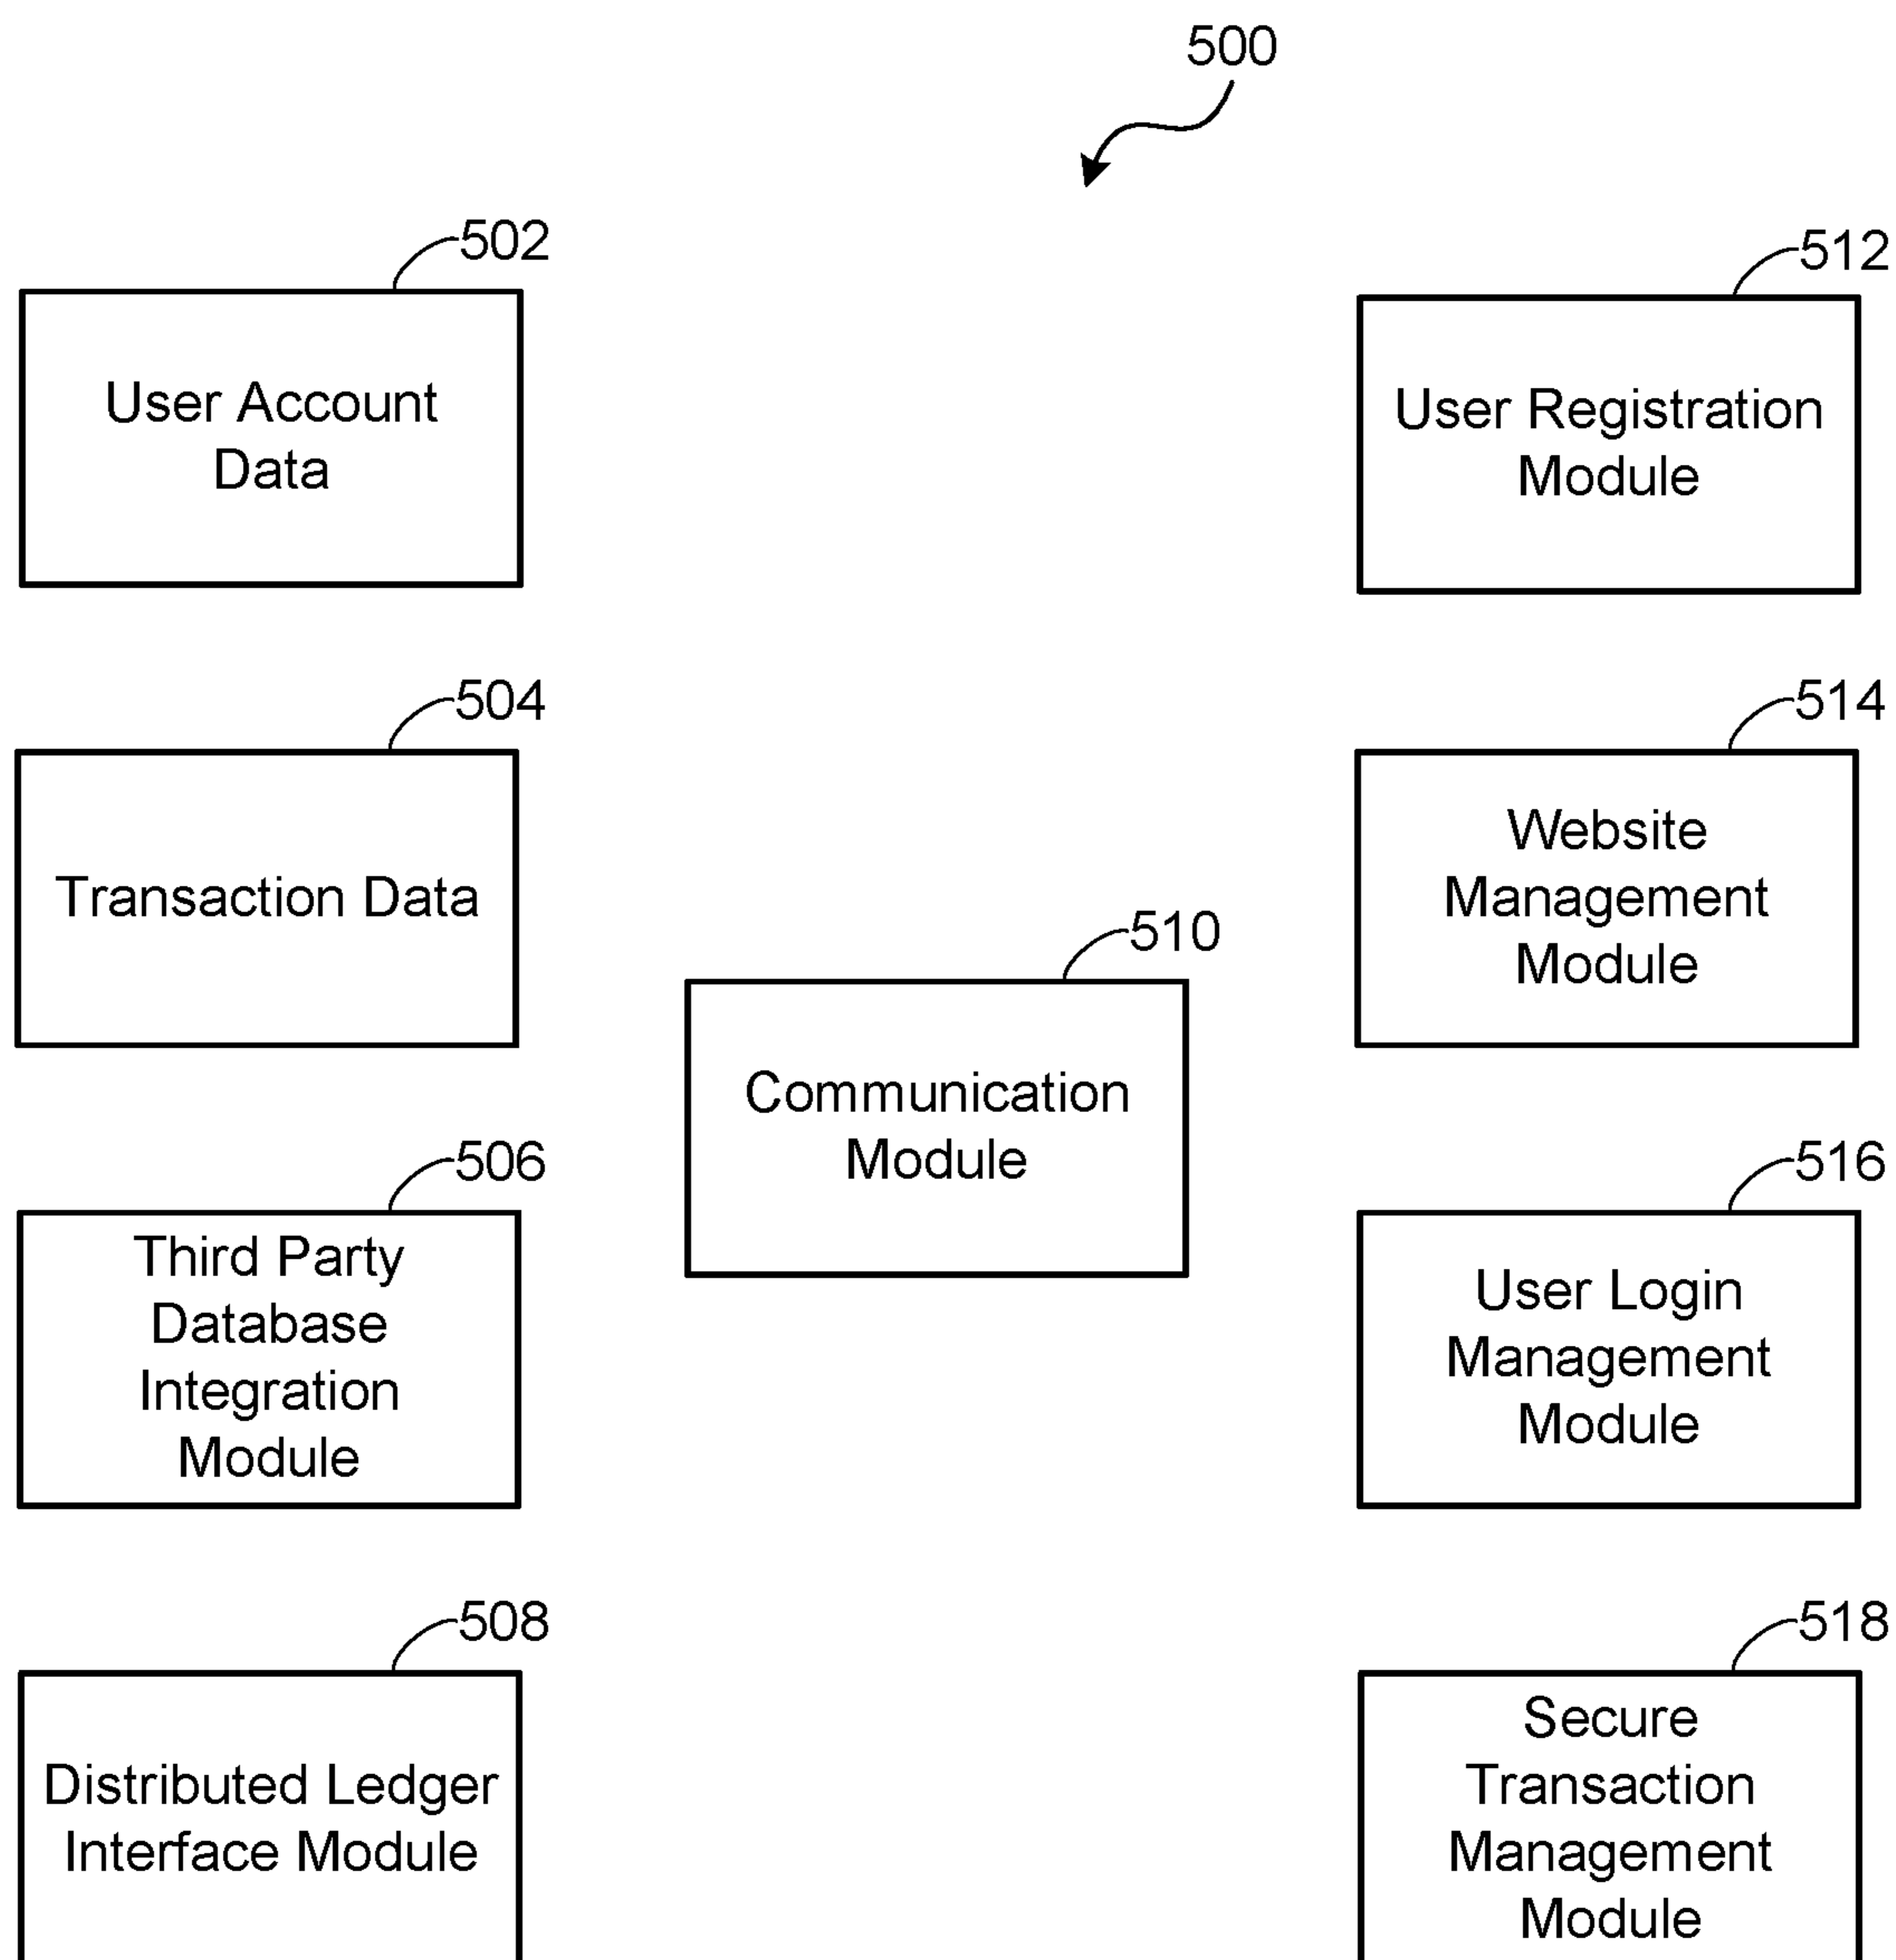 500
502
User Account
Data
504
Transaction Data
506
Third Party
Database
Integration
Module
508
Distributed Ledger
Interface Module
510
Communication
Module
512
User Registration
Module
514
Website
Management
Module
516
User Login
Management
Module
518
Secure
Transaction
Management
Module